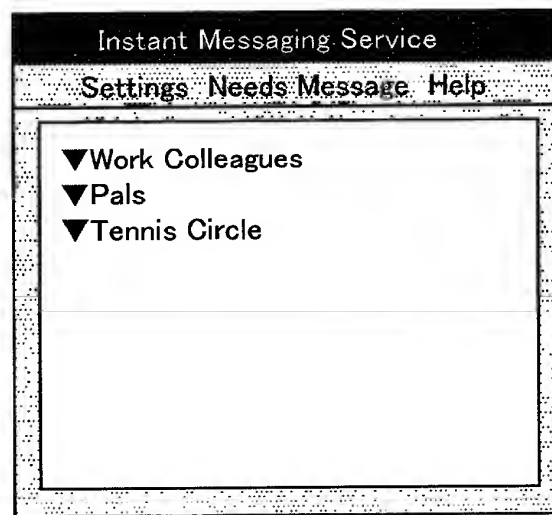 Instant Messaging Service
Settings Needs Message Help
▼Work Colleagues
▼Pals
▼Tennis Circle